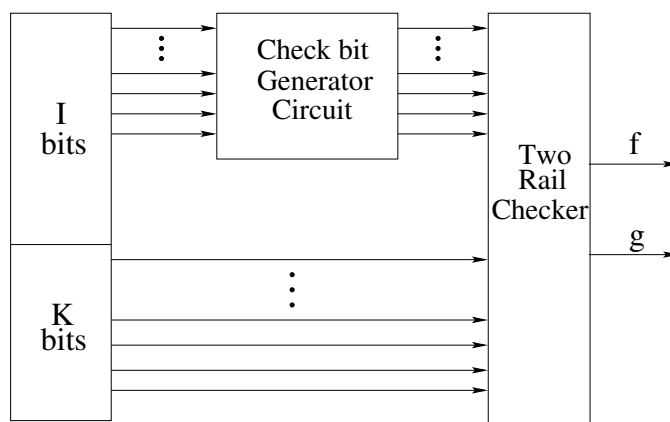 I
bits
Check bit
Generator
Circuit
Two
Rail
Checker
f
g
K
bits